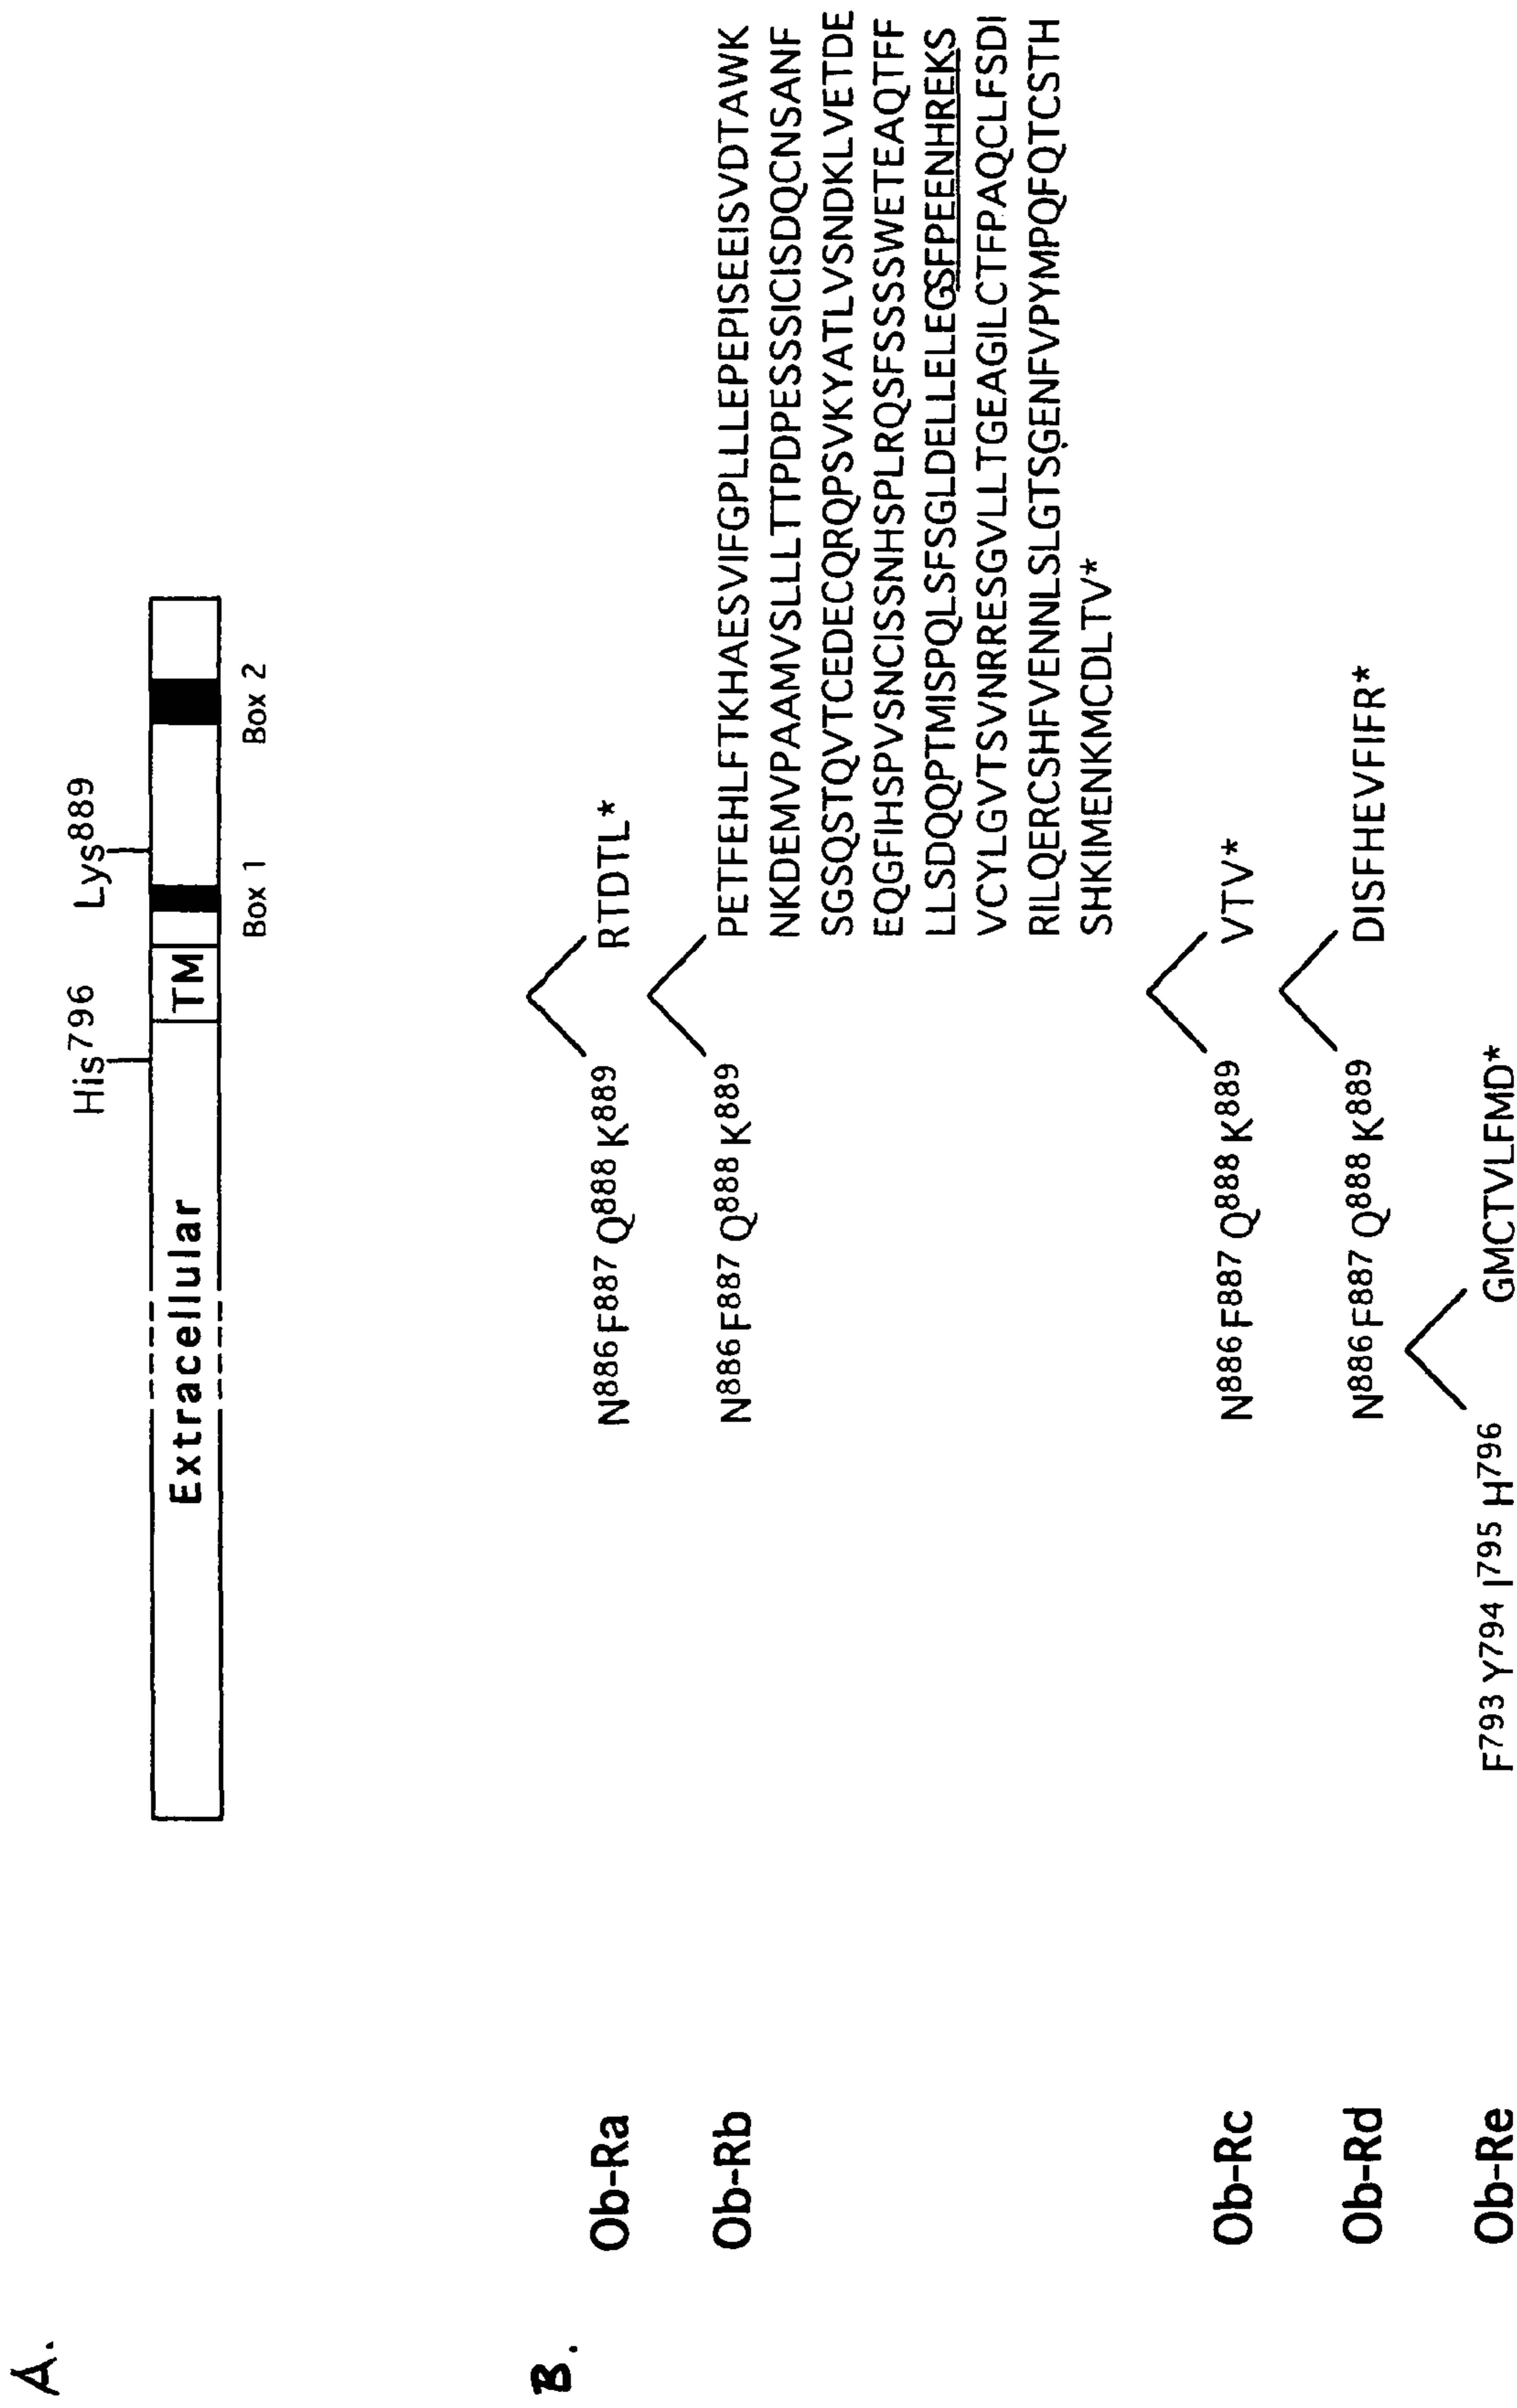 A.
His796 Lys889
Extracellular TM
Box 1 Box 2
B.
Ob-Ra N886 F887 Q888 K889 RTDTL*
Ob-Rb N886 F887 Q888 K889 PETFEHLFTKHAESVIFGPLLLEPEPISEEISVDTAWK
NKDEMVPAAMVSLLLTTPDPESSSICISDQCNSANF
SGSQSTQVTCEDECQRQPSVKYATLVSNDKLVETDE
EQGFIHSPVSNCISSNHSPLRQSFSSSSWETEAQTFF
LLSDQQPTMISPQLSFSGLDELLELEGSFPEENHREKS
VCYLGVTSVNRRESGVLLTGEAGILCTFPAQCLFSDI
RILQERCSHFVENNLSLGTSGENFVPYMPQFQTCSTH
SHKIMENKMCDLTV*
Ob-Rc N886 F887 Q888 K889 VTV*
Ob-Rd N886 F887 Q888 K889 DISFHEVFIFR*
Ob-Re F793 Y794 I795 H796 GMCTVLFMD*